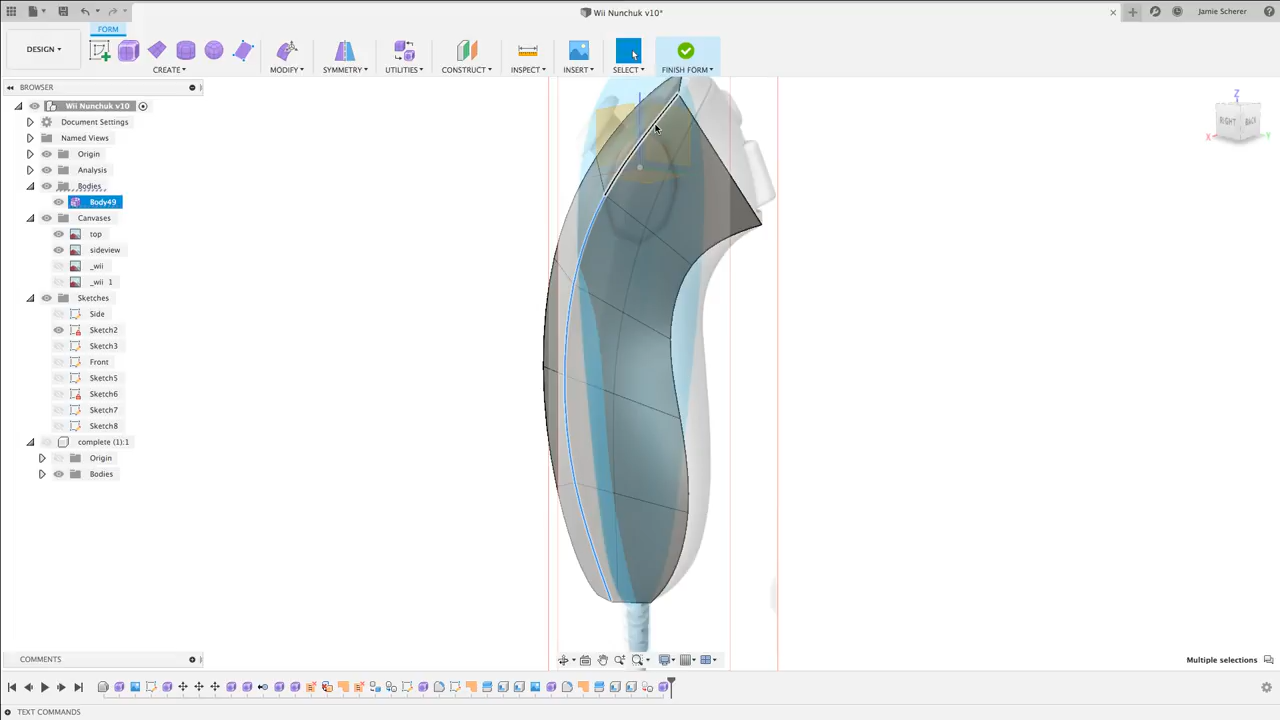 Wii Nunchuk v10*
Jamie Scherer
DESIGN
FORM
CREATE
MODIFY
SYMMETRY
UTILITIES
CONSTRUCT
INSPECT
INSERT
SELECT
FINISH FORM
BROWSER
Wii Nunchuk v10
Document Settings
Named Views
Origin
Analysis
Bodies
Body49
Canvases
top
sideview
_wii
_wii 1
Sketches
Side
Sketch2
Sketch3
Front
Sketch5
Sketch6
Sketch7
Sketch8
complete (1):1
Origin
Bodies
Z
RIGHT
BACK
X
Y
COMMENTS
Multiple selections
TEXT COMMANDS